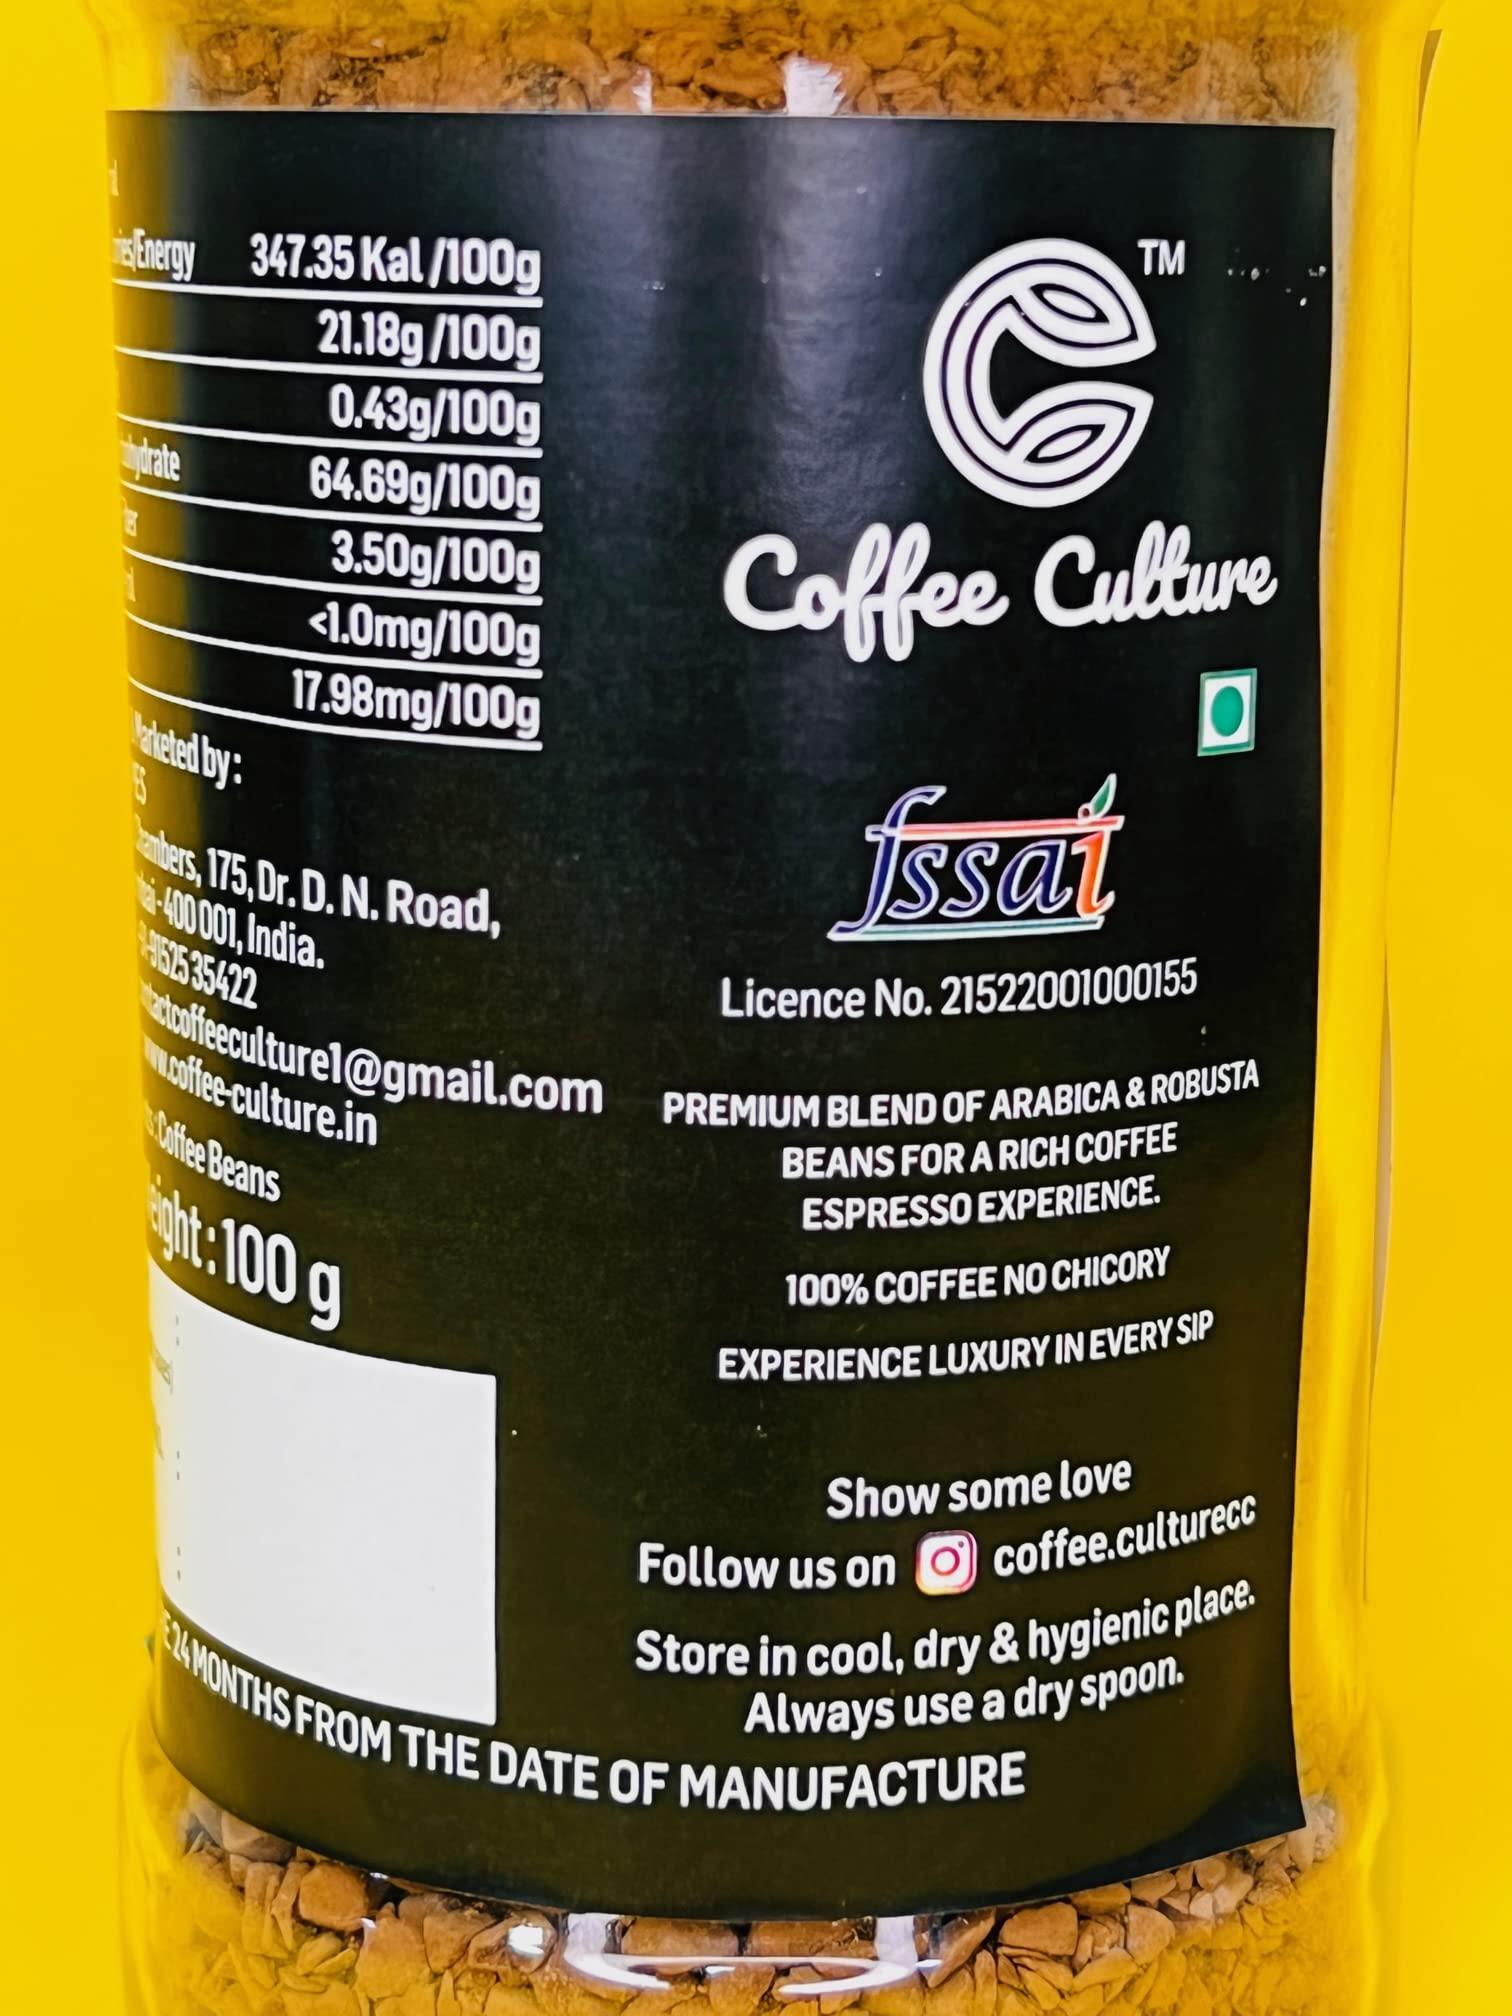 /Energy 347.35 Kal /100g
21.18g /100g
0.43g/100g
64.69g/100g
3.50g/100g
<1.0mg/100g
17.98mg/100g
Marketed by :
175, Dr. D. N. Road,
400 001, India.
91525 35422
contactcoffeeculture1@gmail.com
www.coffee-culture.in
: Coffee Beans
: 100 g
24 MONTHS FROM THE DATE OF MANUFACTURE
TM
Coffee Culture
fssai
Licence No. 21522001000155
PREMIUM BLEND OF ARABICA & ROBUSTA
BEANS FOR A RICH COFFEE
ESPRESSO EXPERIENCE.
100% COFFEE NO CHICORY
EXPERIENCE LUXURY IN EVERY SIP
Show some love
Follow us on coffee.culturecc
Store in cool, dry & hygienic place.
Always use a dry spoon.